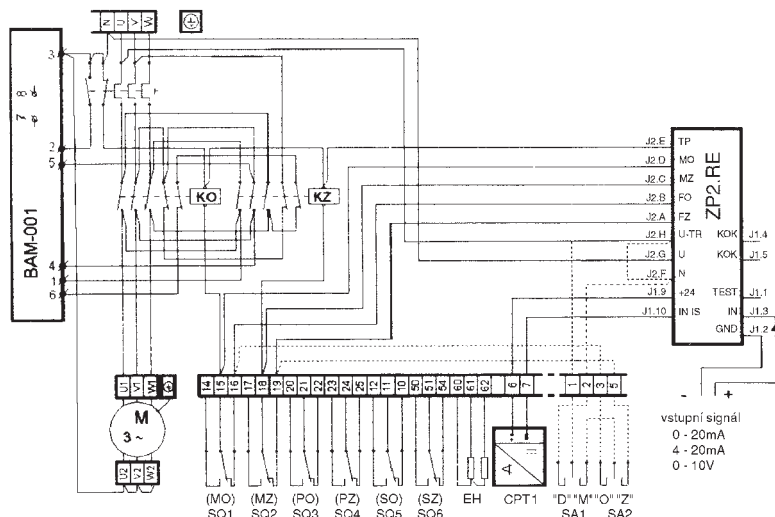 N U V W
BAM-001
3
8
7
2
5
4
1
6
KO
KZ
ZP2.RE
J2.E TP
J2.D MO
J2.C MZ
J2.B FO
J2.A FZ
J2.H U-TR KOK J1.4
J2.G U KOK J1.5
J2.F N
J1.9 +24 TEST J1.1
J1.10 IN IS IN J1.3
GND J1.2
- +
vstupní signál
0 - 20mA
4 - 20mA
0 - 10V
U1 V1 W1
M
3 ~
U2 V2 W2
14 15 16 17 18 19 20 21 22 23 24 25 12 11 10 50 51 54 60 61 62 6 7 1 2 3 5
A
(MO) (MZ) (PO) (PZ) (SO) (SZ) EH CPT1 "D" "M" "O" "Z"
SQ1 SQ2 SQ3 SQ4 SQ5 SQ6 SA1 SA2